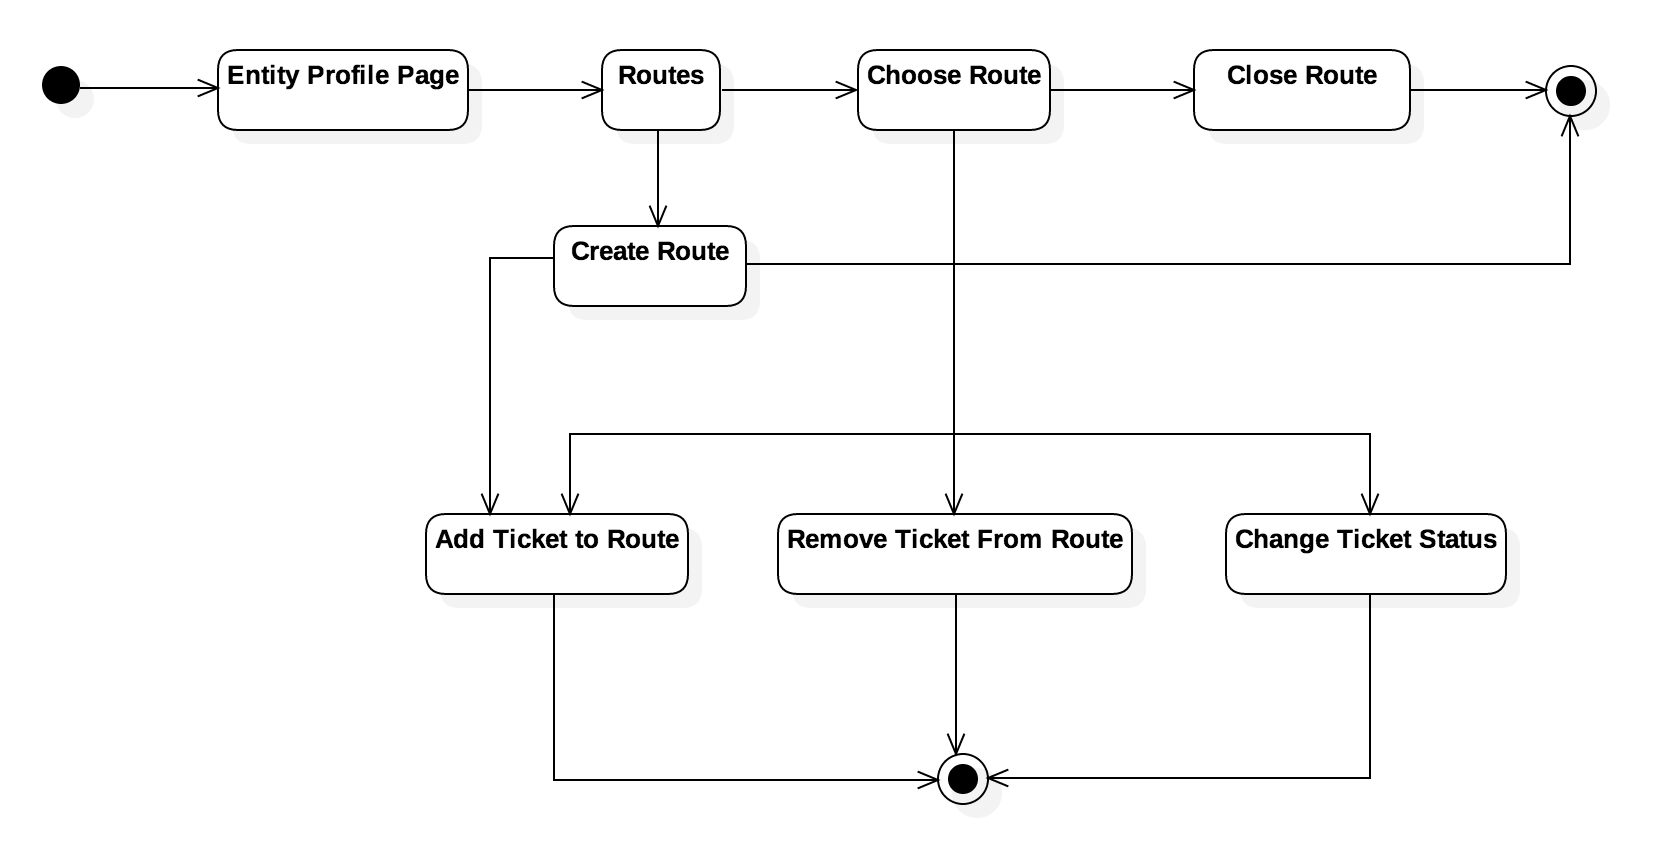 Entity Profile Page
Routes
Choose Route
Close Route
Create Route
Add Ticket to Route
Remove Ticket From Route
Change Ticket Status